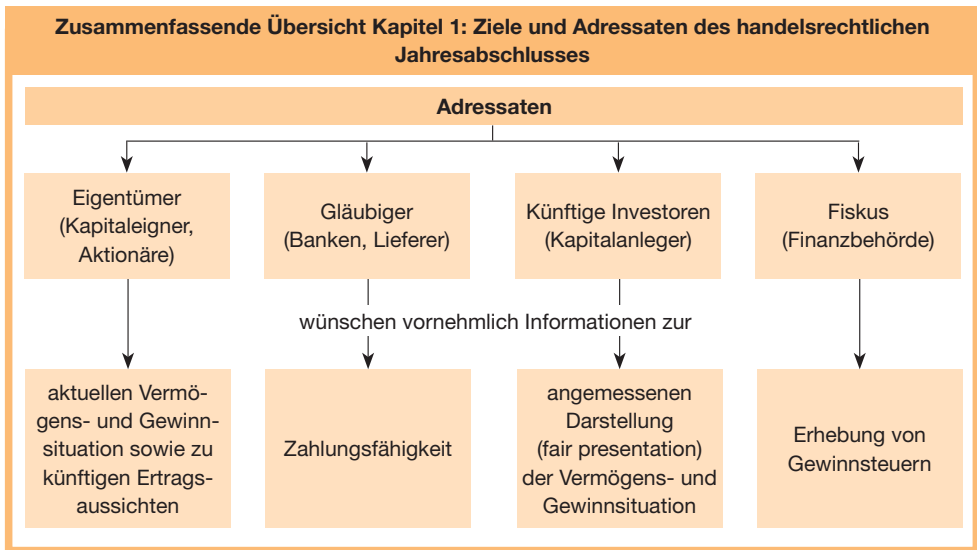 Zusammenfassende Übersicht Kapitel 1: Ziele und Adressaten des handelsrechtlichen
Jahresabschlusses
Adressaten
Eigentümer
(Kapitaleigner,
Aktionäre)
Gläubiger
(Banken, Lieferer)
Künftige Investoren
(Kapitalanleger)
Fiskus
(Finanzbehörde)
wünschen vornehmlich Informationen zur
aktuellen Vermö-
gens- und Gewinn-
situation sowie zu
künftigen Ertrags-
aussichten
Zahlungsfähigkeit
angemessenen
Darstellung
(fair presentation)
der Vermögens- und
Gewinnsituation
Erhebung von
Gewinnsteuern